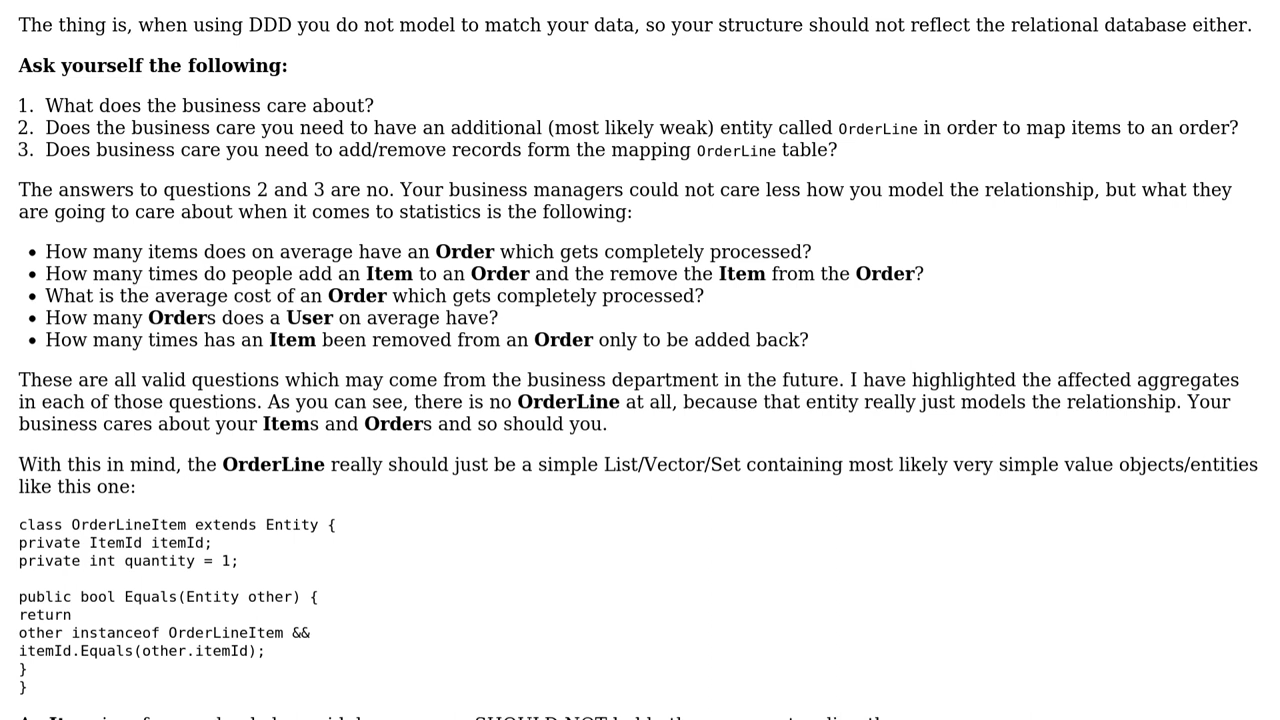 The thing is, when using DDD you do not model to match your data, so your structure should not reflect the relational database either.
Ask yourself the following:
1. What does the business care about?
2. Does the business care you need to have an additional (most likely weak) entity called OrderLine in order to map items to an order?
3. Does business care you need to add/remove records form the mapping OrderLine table?
The answers to questions 2 and 3 are no. Your business managers could not care less how you model the relationship, but what they
are going to care about when it comes to statistics is the following:
• How many items does on average have an Order which gets completely processed?
• How many times do people add an Item to an Order and the remove the Item from the Order?
• What is the average cost of an Order which gets completely processed?
• How many Orders does a User on average have?
• How many times has an Item been removed from an Order only to be added back?
These are all valid questions which may come from the business department in the future. I have highlighted the affected aggregates
in each of those questions. As you can see, there is no OrderLine at all, because that entity really just models the relationship. Your
business cares about your Items and Orders and so should you.
With this in mind, the OrderLine really should just be a simple List/Vector/Set containing most likely very simple value objects/entities
like this one:
class OrderLineItem extends Entity {
private ItemId itemId;
private int quantity = 1;
public bool Equals(Entity other) {
return
other instanceof OrderLineItem &&
itemId.Equals(other.itemId);
}
}